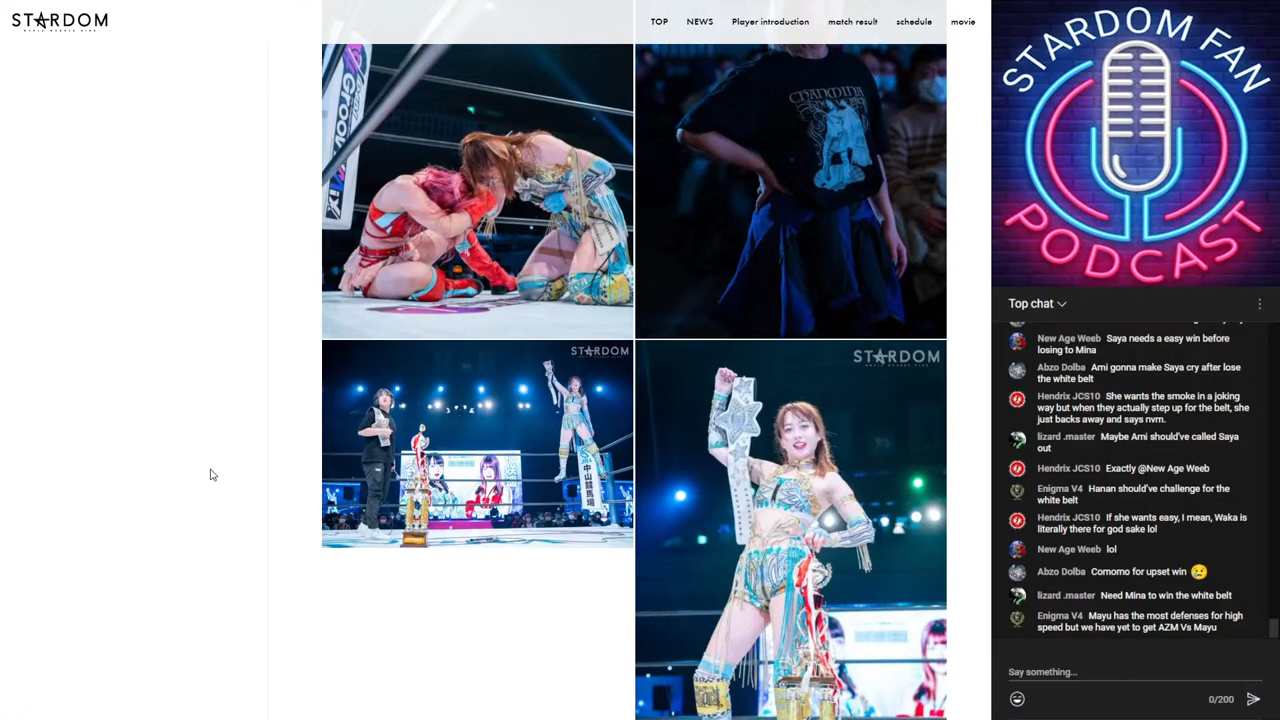 STARDOM
TOP NEWS Player introduction match result schedule movie
CHANMINA
STARDOM
STARDOM
中山競馬場
STARDOM FAN
PODCAST
Top chat
New Age Weeb Saya needs a easy win before
losing to Mina
Abzo Dolba Ami gonna make Saya cry after lose
the white belt
Hendrix JCS10 She wants the smoke in a joking
way but when they actually step up for the belt, she
just backs away and says nvm.
lizard .master Maybe Ami should've called Saya
out
Hendrix JCS10 Exactly @New Age Weeb
Enigma V4 Hanan should've challenge for the
white belt
Hendrix JCS10 If she wants easy, I mean, Waka is
literally there for god sake lol
New Age Weeb lol
Abzo Dolba Comomo for upset win 😢
lizard .master Need Mina to win the white belt
Enigma V4 Mayu has the most defenses for high
speed but we have yet to get AZM Vs Mayu
Say something...
0/200